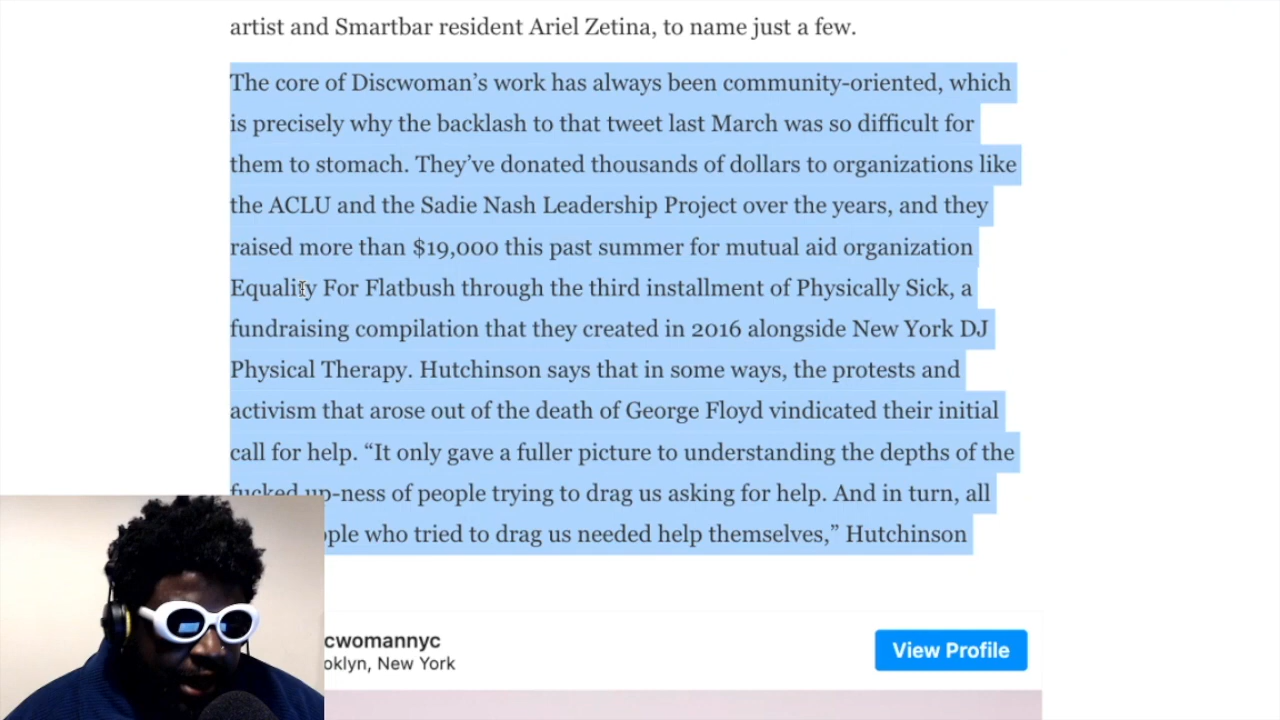 artist and Smartbar resident Ariel Zetina, to name just a few.
The core of Discwoman’s work has always been community-oriented, which
is precisely why the backlash to that tweet last March was so difficult for
them to stomach. They’ve donated thousands of dollars to organizations like
the ACLU and the Sadie Nash Leadership Project over the years, and they
raised more than $19,000 this past summer for mutual aid organization
Equality For Flatbush through the third installment of Physically Sick, a
fundraising compilation that they created in 2016 alongside New York DJ
Physical Therapy. Hutchinson says that in some ways, the protests and
activism that arose out of the death of George Floyd vindicated their initial
call for help. “It only gave a fuller picture to understanding the depths of the
fucked up-ness of people trying to drag us asking for help. And in turn, all
ople who tried to drag us needed help themselves,” Hutchinson
cwomannyc
oklyn, New York
View Profile